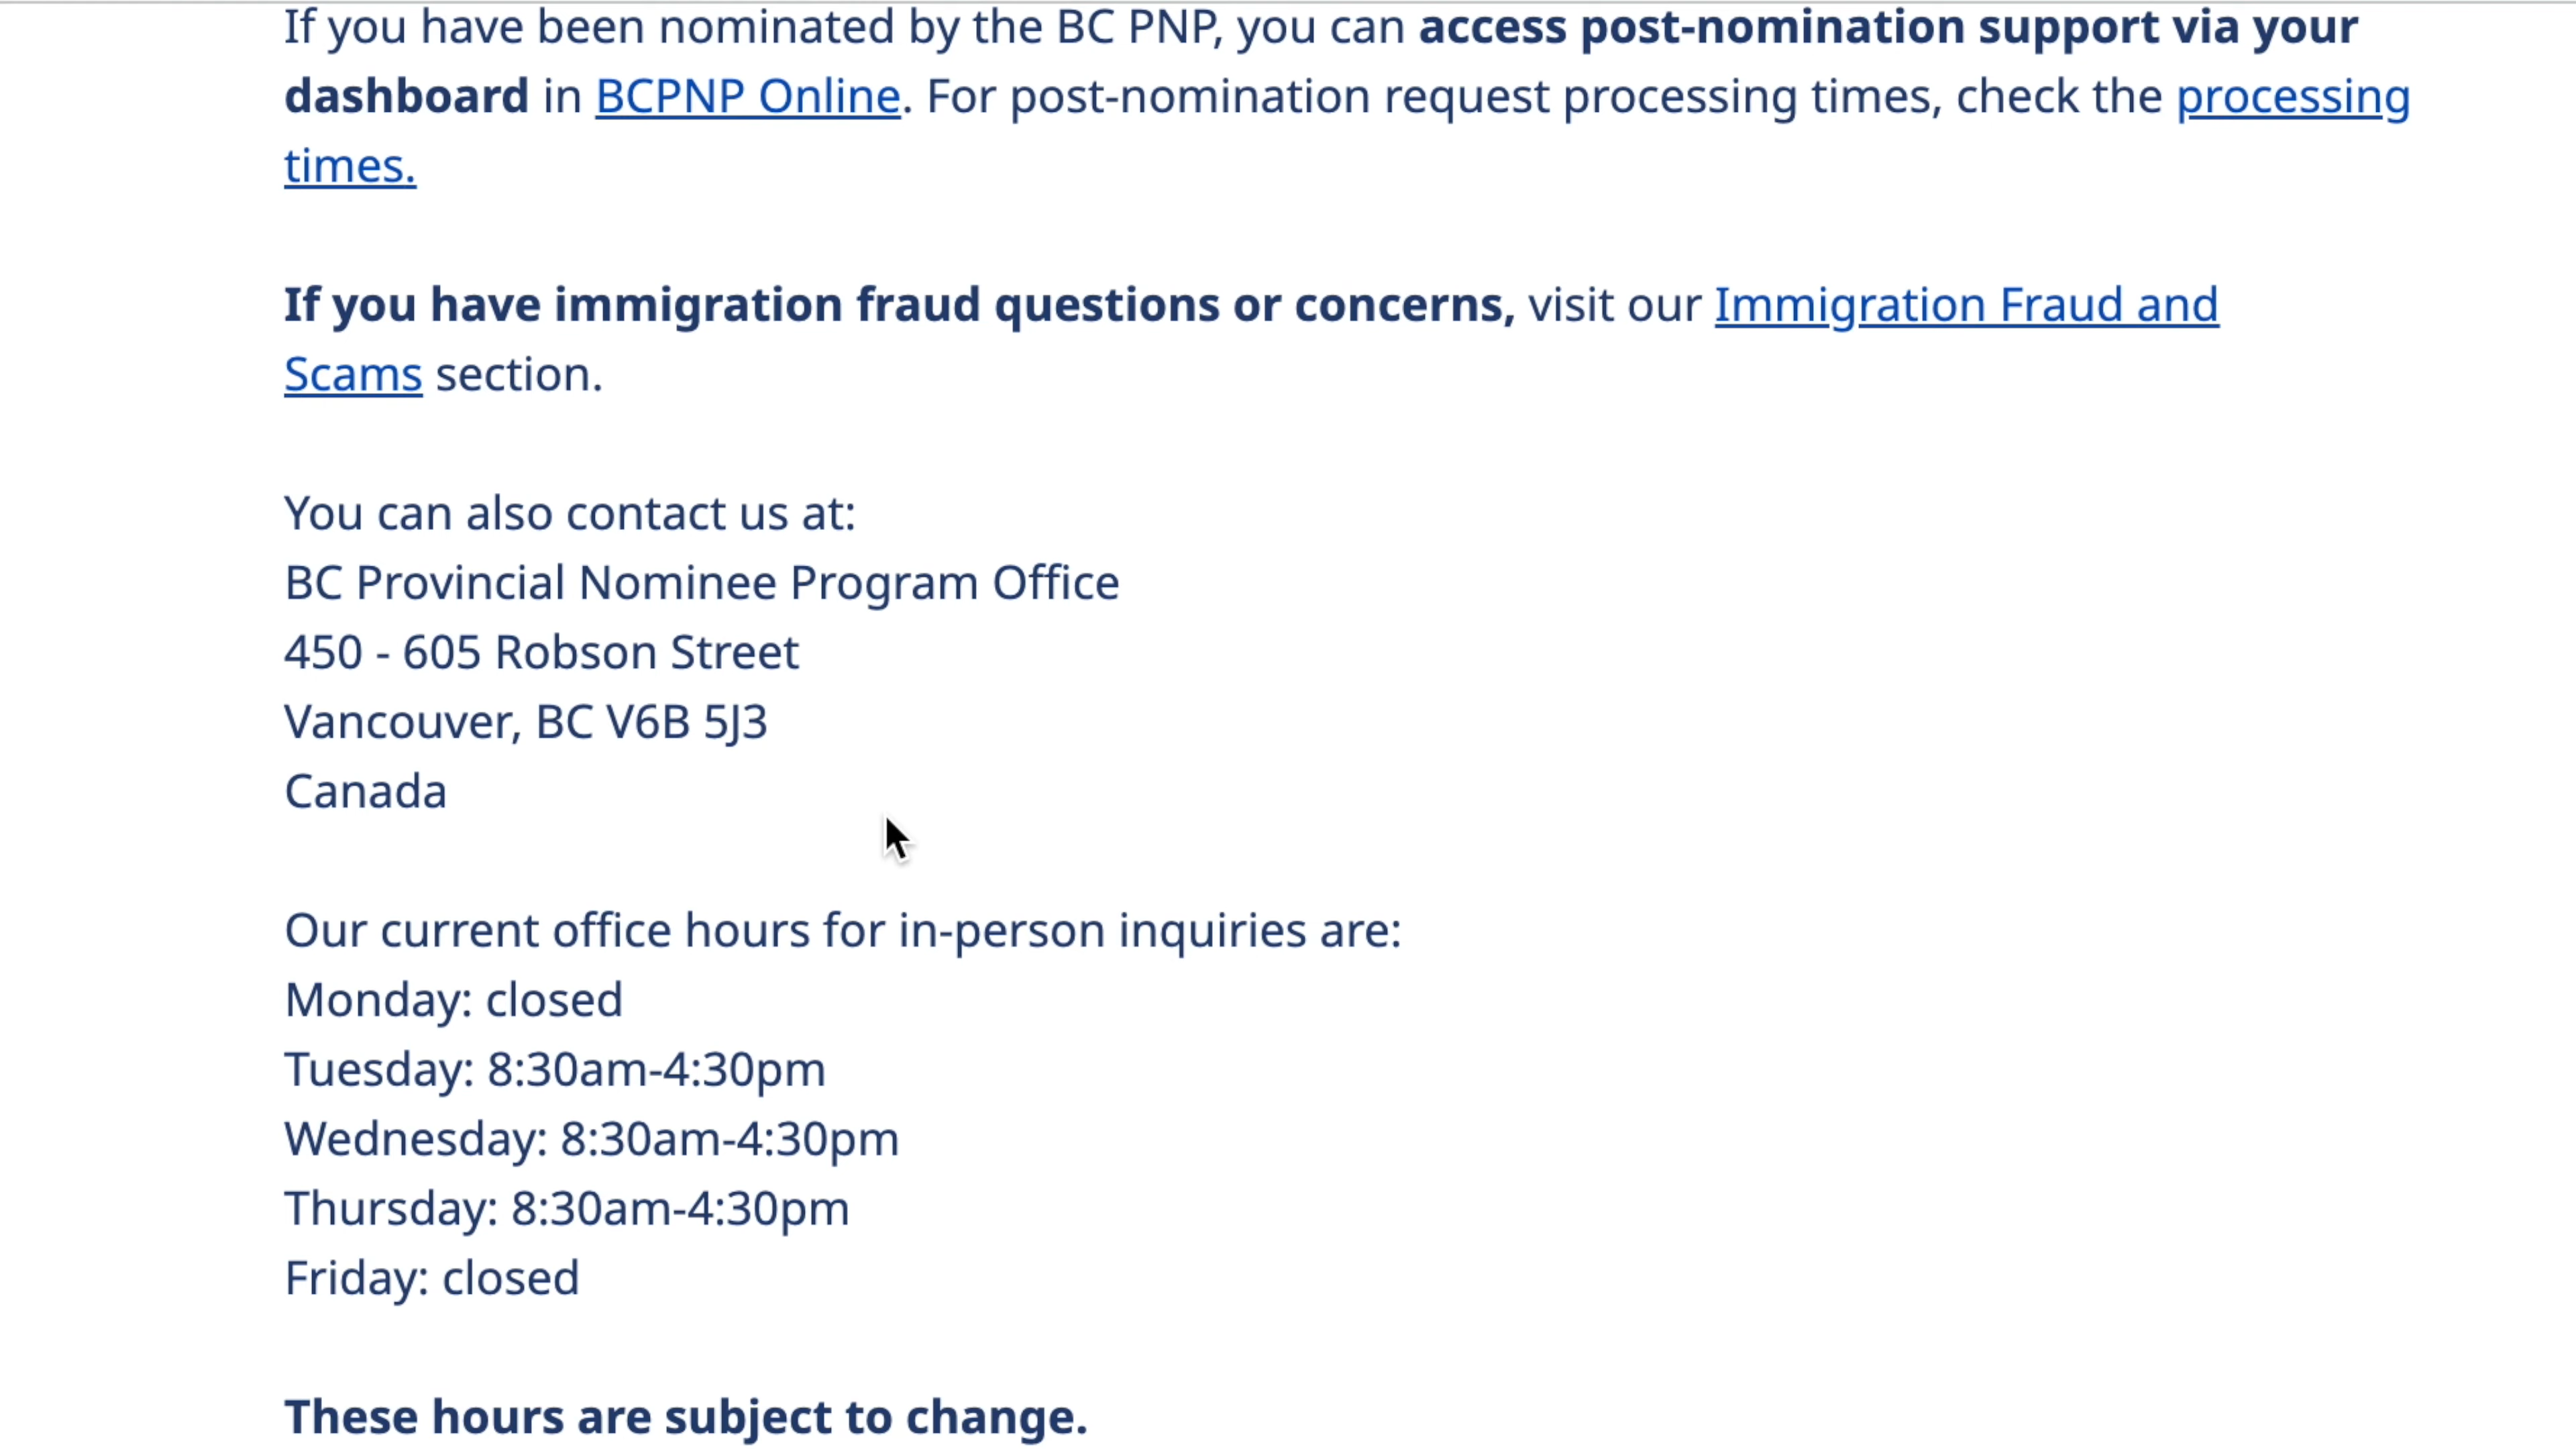 If you have been nominated by the BC PNP, you can access post-nomination support via your
dashboard in BCPNP Online. For post-nomination request processing times, check the processing
times.
If you have immigration fraud questions or concerns, visit our Immigration Fraud and
Scams section.
You can also contact us at:
BC Provincial Nominee Program Office
450 - 605 Robson Street
Vancouver, BC V6B 5J3
Canada
Our current office hours for in-person inquiries are:
Monday: closed
Tuesday: 8:30am-4:30pm
Wednesday: 8:30am-4:30pm
Thursday: 8:30am-4:30pm
Friday: closed
These hours are subject to change.